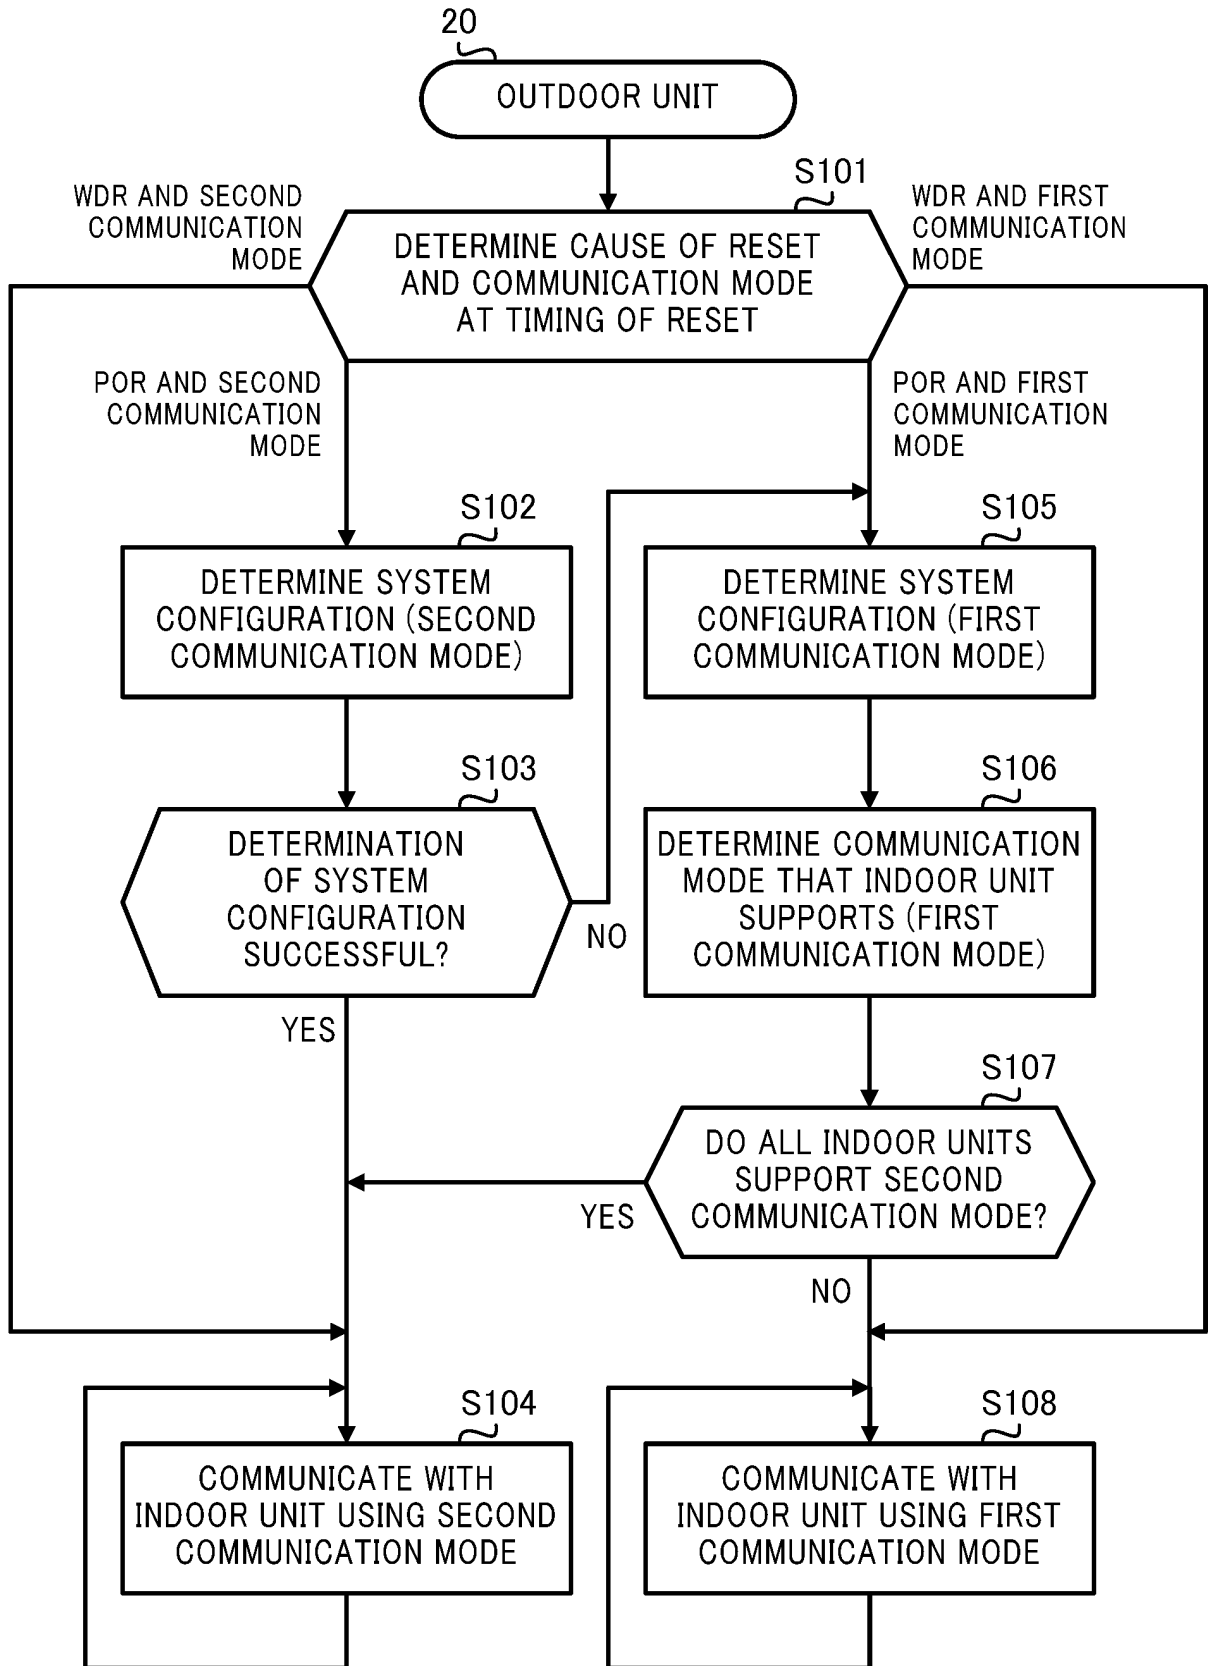 20
OUTDOOR UNIT
S101
WDR AND SECOND
COMMUNICATION
MODE
DETERMINE CAUSE OF RESET
AND COMMUNICATION MODE
AT TIMING OF RESET
WDR AND FIRST
COMMUNICATION
MODE
POR AND SECOND
COMMUNICATION
MODE
POR AND FIRST
COMMUNICATION
MODE
S102
DETERMINE SYSTEM
CONFIGURATION (SECOND
COMMUNICATION MODE)
S105
DETERMINE SYSTEM
CONFIGURATION (FIRST
COMMUNICATION MODE)
S103
DETERMINATION
OF SYSTEM
CONFIGURATION
SUCCESSFUL?
NO
YES
S106
DETERMINE COMMUNICATION
MODE THAT INDOOR UNIT
SUPPORTS (FIRST
COMMUNICATION MODE)
S107
DO ALL INDOOR UNITS
SUPPORT SECOND
COMMUNICATION MODE?
YES
NO
S104
COMMUNICATE WITH
INDOOR UNIT USING SECOND
COMMUNICATION MODE
S108
COMMUNICATE WITH
INDOOR UNIT USING FIRST
COMMUNICATION MODE